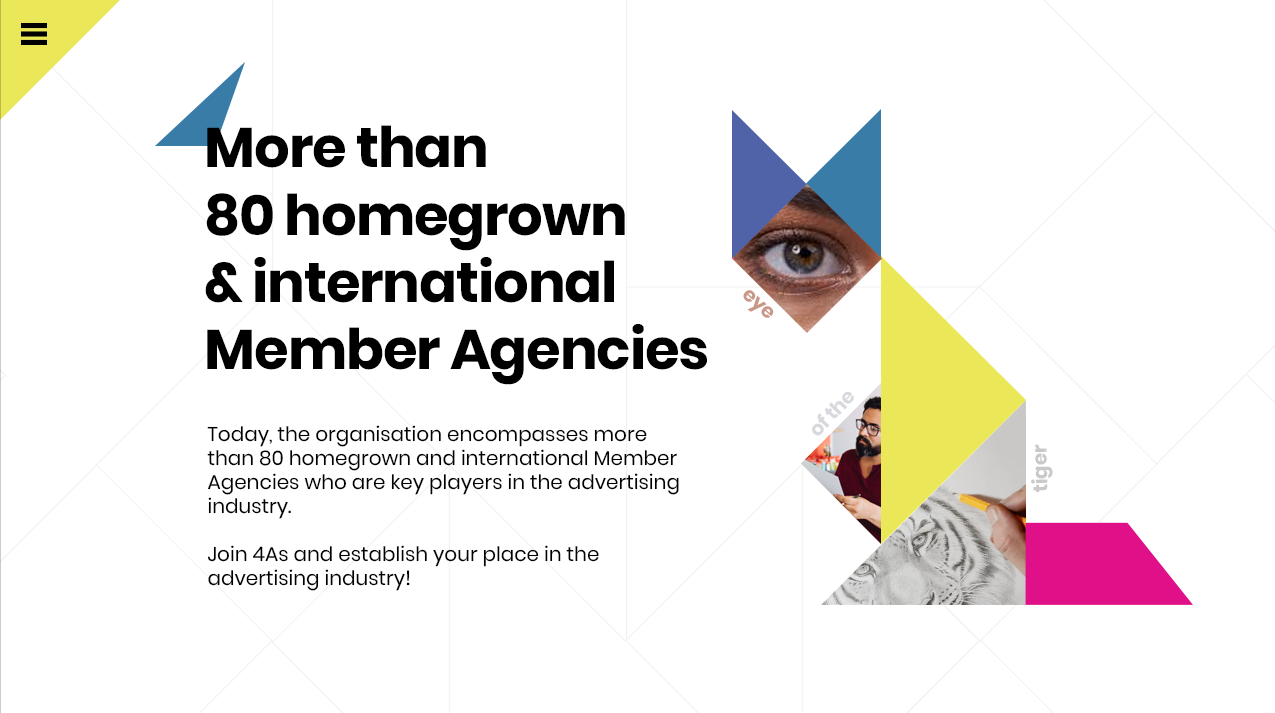 More than
80 homegrown
& international
Member Agencies
Today, the organisation encompasses more
than 80 homegrown and international Member
Agencies who are key players in the advertising
industry.
Join 4As and establish your place in the
advertising industry!
eye
of the
tiger